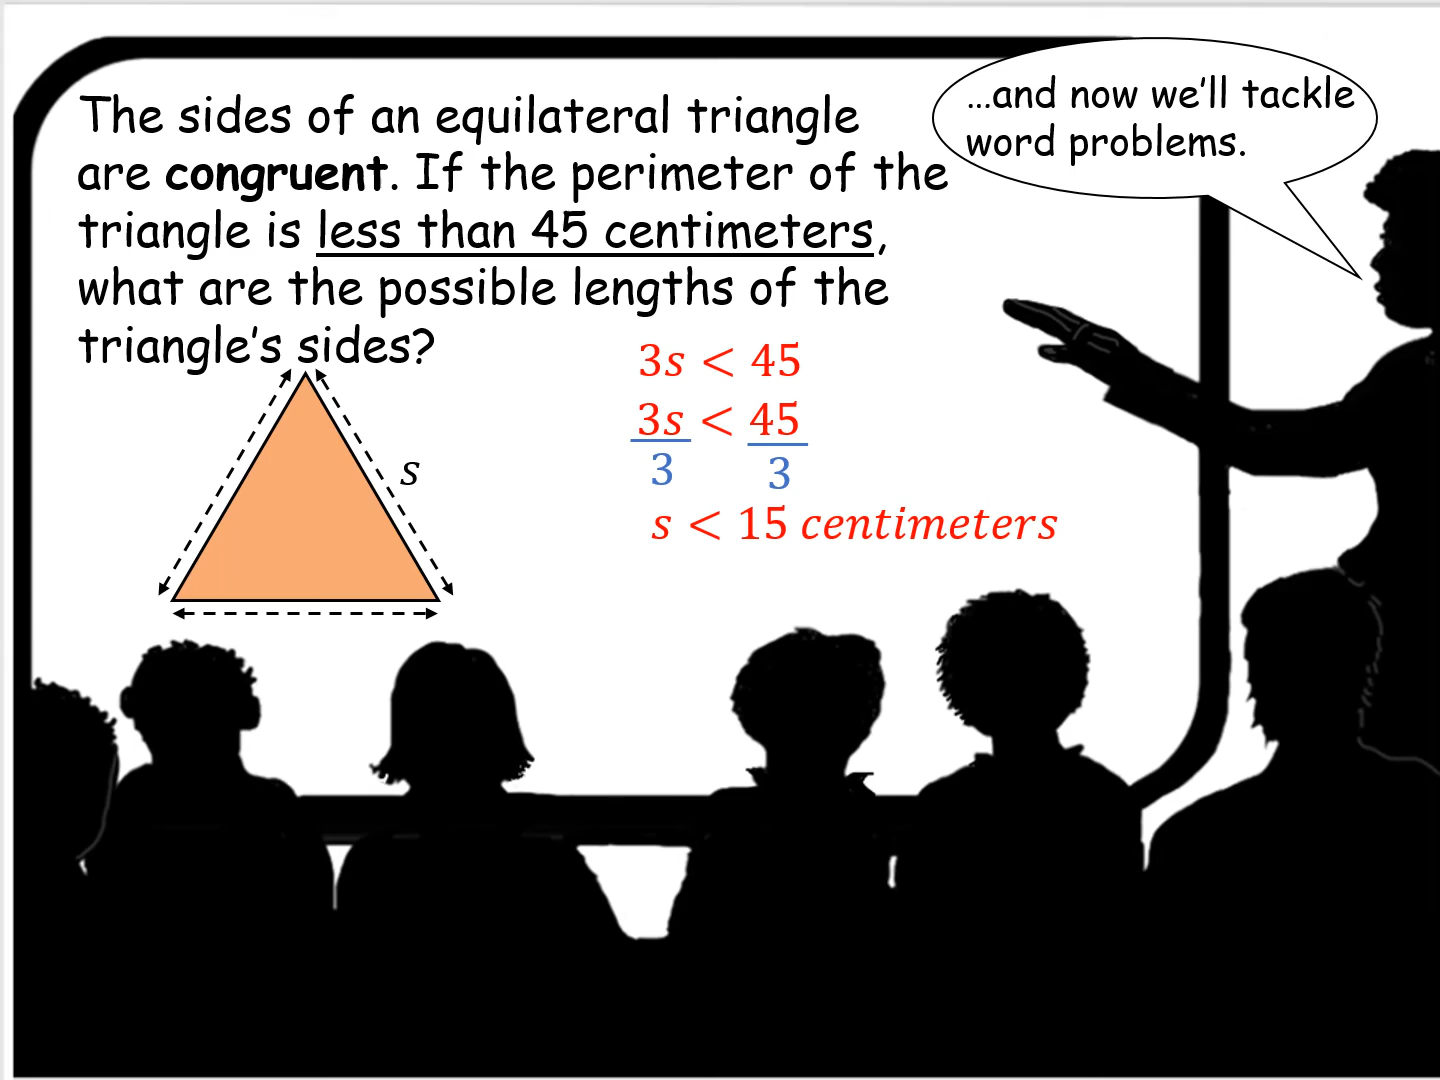 The sides of an equilateral triangle
are congruent. If the perimeter of the
triangle is less than 45 centimeters,
what are the possible lengths of the
triangle's sides?
...and now we'll tackle
word problems.
s
3s < 45
3s < 45
3 3
s < 15 centimeters